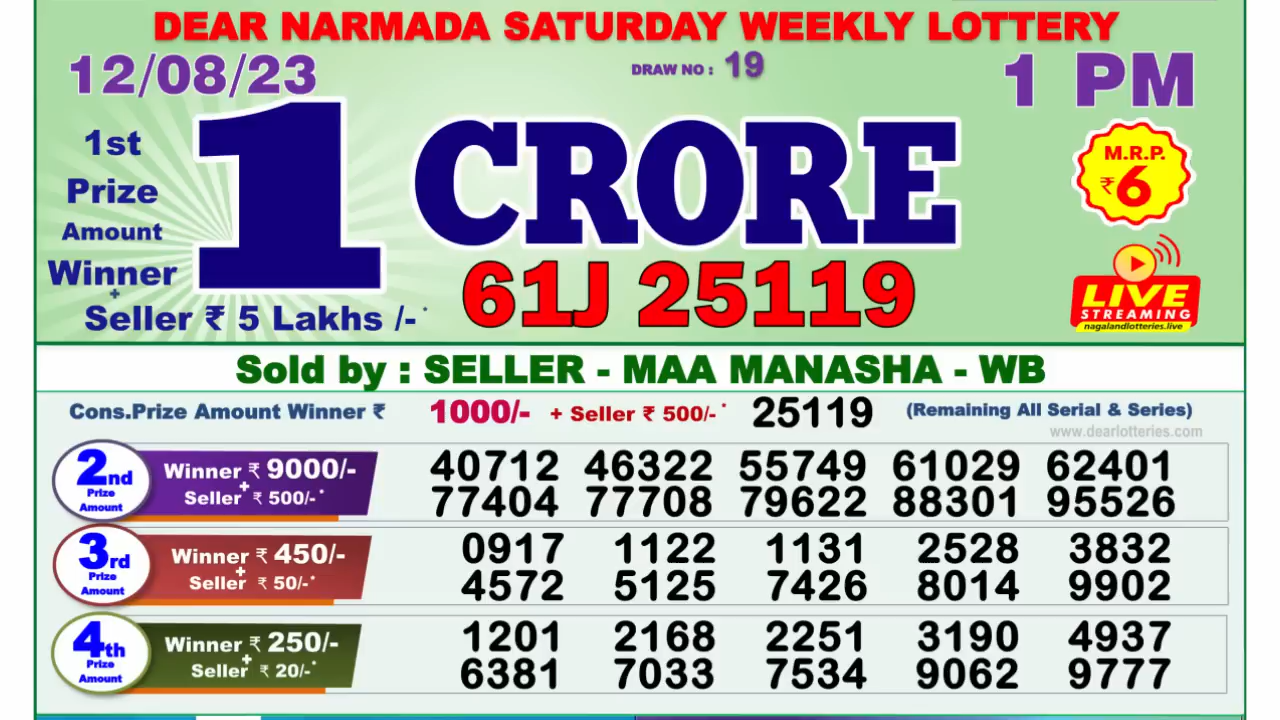 DEAR NARMADA SATURDAY WEEKLY LOTTERY
12/08/23
DRAW NO : 19
1 PM
1st
Prize
Amount
Winner
+
Seller ₹ 5 Lakhs /-*
1 CRORE
61J 25119
M.R.P.
₹6
LIVE
STREAMING
nagalandlotteries.live
Sold by : SELLER - MAA MANASHA - WB
Cons.Prize Amount Winner ₹ 1000/- + Seller ₹ 500/-* 25119 (Remaining All Serial & Series)
www.dearlotteries.com
2nd
Prize
Amount
Winner ₹ 9000/-
+
Seller ₹ 500/-*
40712 46322 55749 61029 62401
77404 77708 79622 88301 95526
3rd
Prize
Amount
Winner ₹ 450/-
+
Seller ₹ 50/-*
0917 1122 1131 2528 3832
4572 5125 7426 8014 9902
4th
Prize
Amount
Winner ₹ 250/-
+
Seller ₹ 20/-*
1201 2168 2251 3190 4937
6381 7033 7534 9062 9777